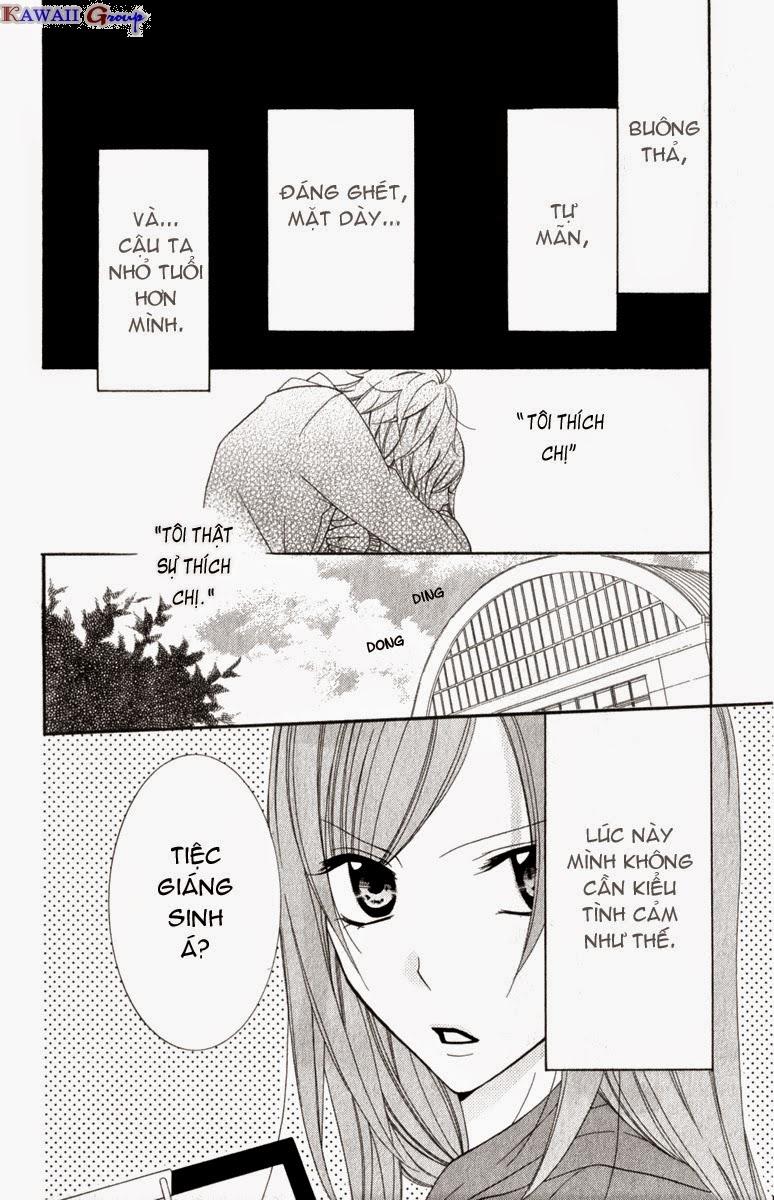 KAWAII Group
BUÔNG
THẢ,
TỰ
MÃN,
ĐÁNG GHÉT,
MẶT DÀY...
VÀ...
CẬU TA
NHỎ TUỔI
HƠN
MÌNH.
"TÔI THÍCH
CHỊ"
"TÔI THẬT
SỰ THÍCH
CHỊ."
DING
DONG
LÚC NÀY
MÌNH KHÔNG
CẦN KIỂU
TÌNH CẢM
NHƯ THẾ.
TIỆC
GIÁNG
SINH
Á?